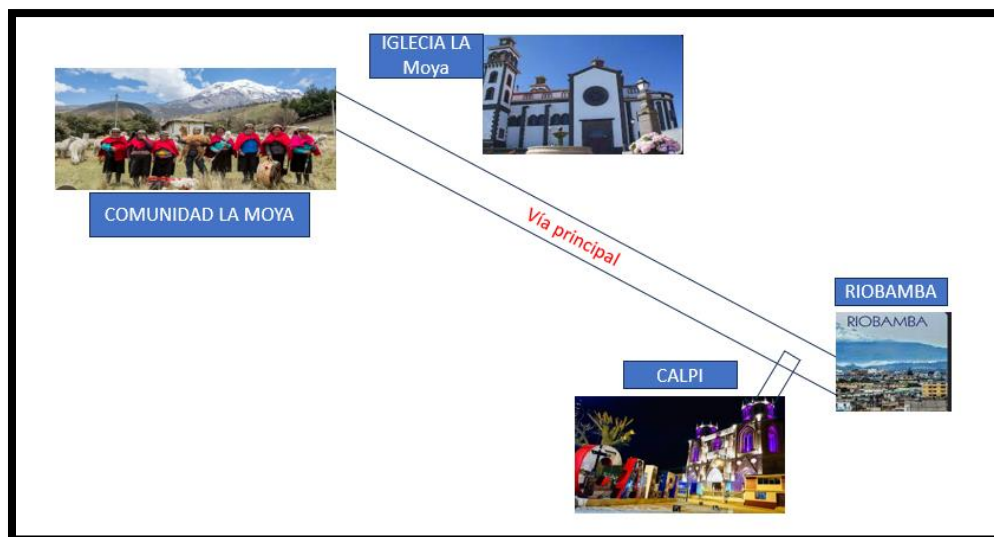 IGLECIA LA
Moya
COMUNIDAD LA MOYA
Vía principal
RIOBAMBA
RIOBAMBA
CALPI